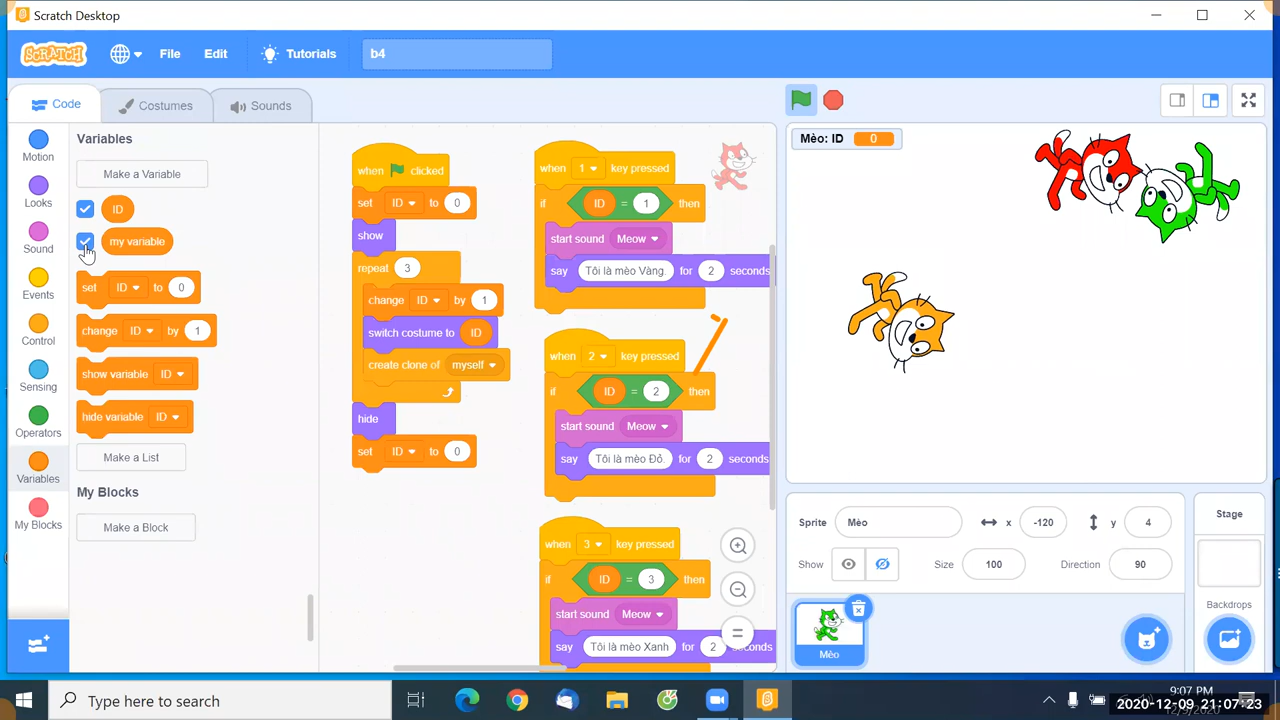 Scratch Desktop
SCRATCH
File
Edit
Tutorials
b4
Code
Costumes
Sounds
Motion
Looks
Sound
Events
Control
Sensing
Operators
Variables
My Blocks
Variables
Make a Variable
ID
my variable
set ID to 0
change ID by 1
show variable ID
hide variable ID
Make a List
My Blocks
Make a Block
when clicked
set ID to 0
show
repeat 3
change ID by 1
switch costume to ID
create clone of myself
hide
set ID to 0
when 1 key pressed
if ID = 1 then
start sound Meow
say Tôi là mèo Vàng. for 2 seconds
when 2 key pressed
if ID = 2 then
start sound Meow
say Tôi là mèo Đỏ. for 2 seconds
when 3 key pressed
if ID = 3 then
start sound Meow
say Tôi là mèo Xanh for 2
Mèo: ID 0
Sprite Mèo x -120 y 4
Show Size 100 Direction 90
Mèo
Stage
Backdrops
Type here to search
9:07 PM
2020-12-09 21:07:23